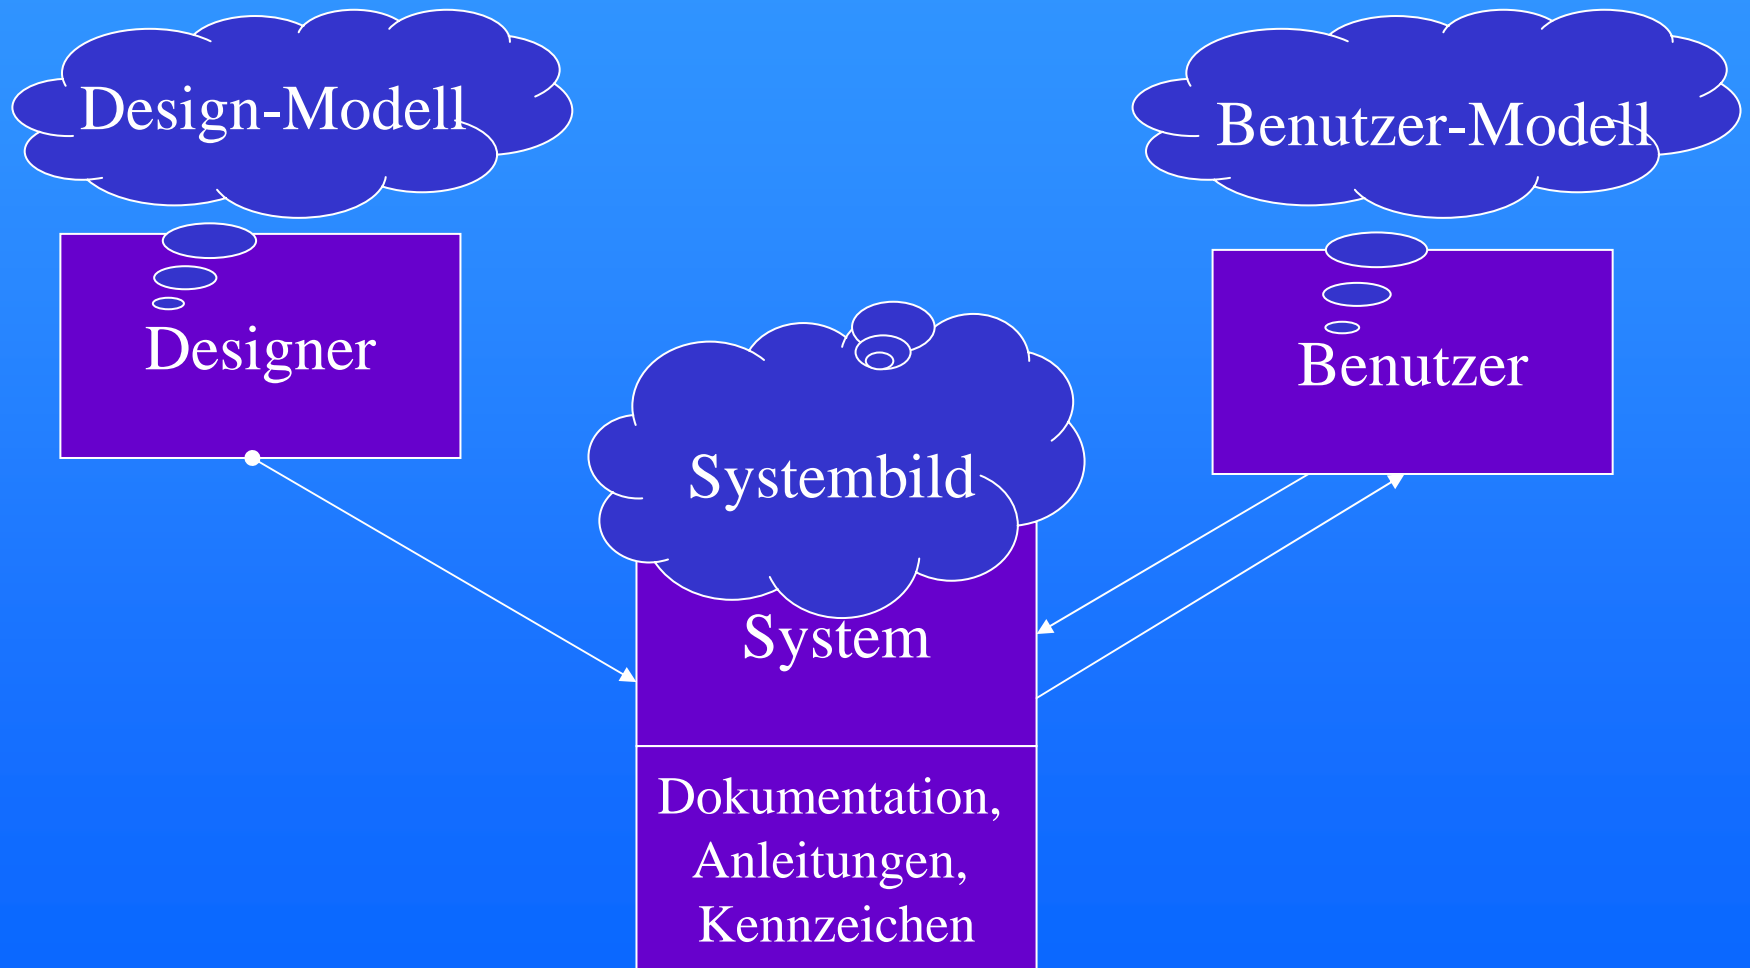 Design-Modell
Benutzer-Modell
Designer
Benutzer
Systembild
System
Dokumentation,
Anleitungen,
Kennzeichen